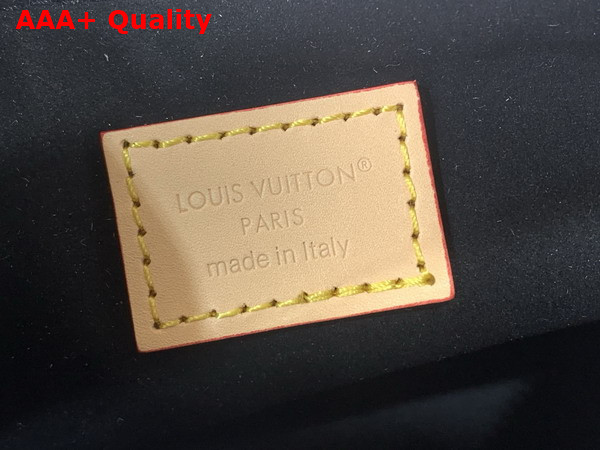 AAA+ Quality
LOUIS VUITTON®
PARIS
made in Italy